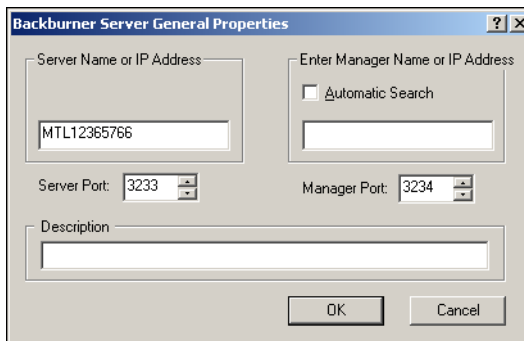 Backburner Server General Properties
Server Name or IP Address
Enter Manager Name or IP Address
Automatic Search
MTL12365766
Server Port: 3233
Manager Port: 3234
Description
OK
Cancel